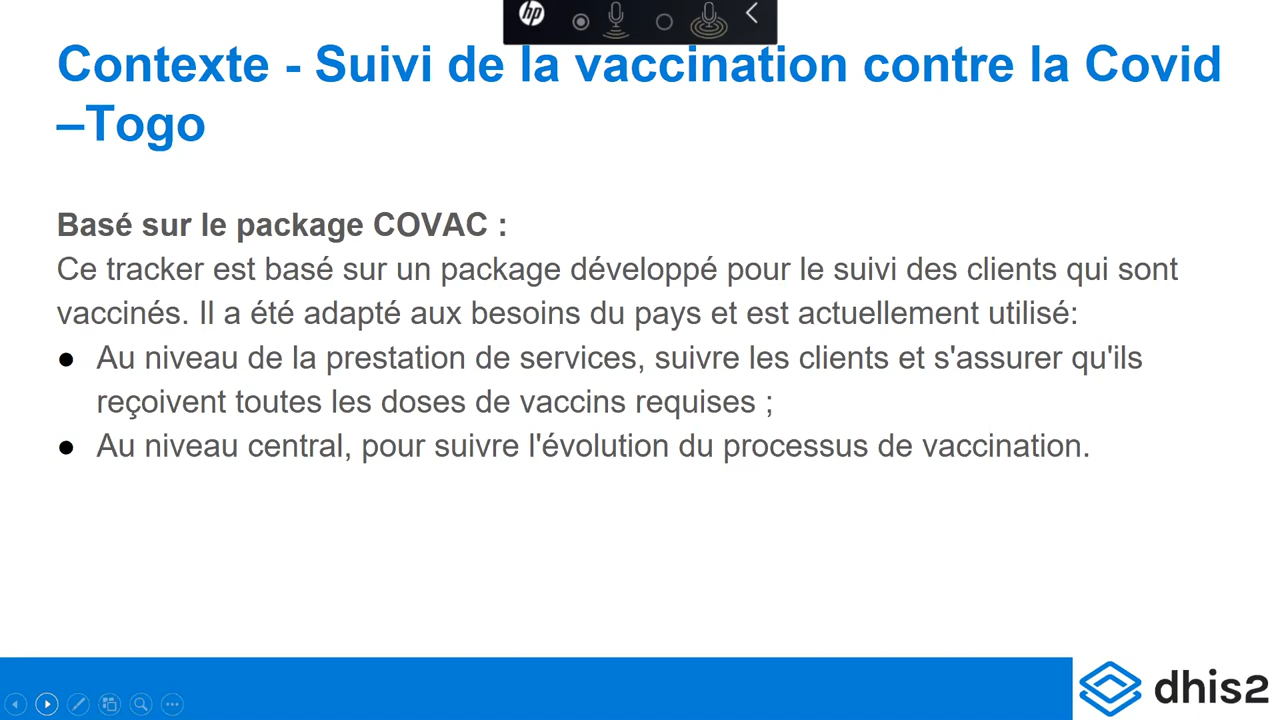 hp
Contexte - Suivi de la vaccination contre la Covid
–Togo
Basé sur le package COVAC :
Ce tracker est basé sur un package développé pour le suivi des clients qui sont
vaccinés. Il a été adapté aux besoins du pays et est actuellement utilisé:
● Au niveau de la prestation de services, suivre les clients et s'assurer qu'ils
reçoivent toutes les doses de vaccins requises ;
● Au niveau central, pour suivre l'évolution du processus de vaccination.
dhis2